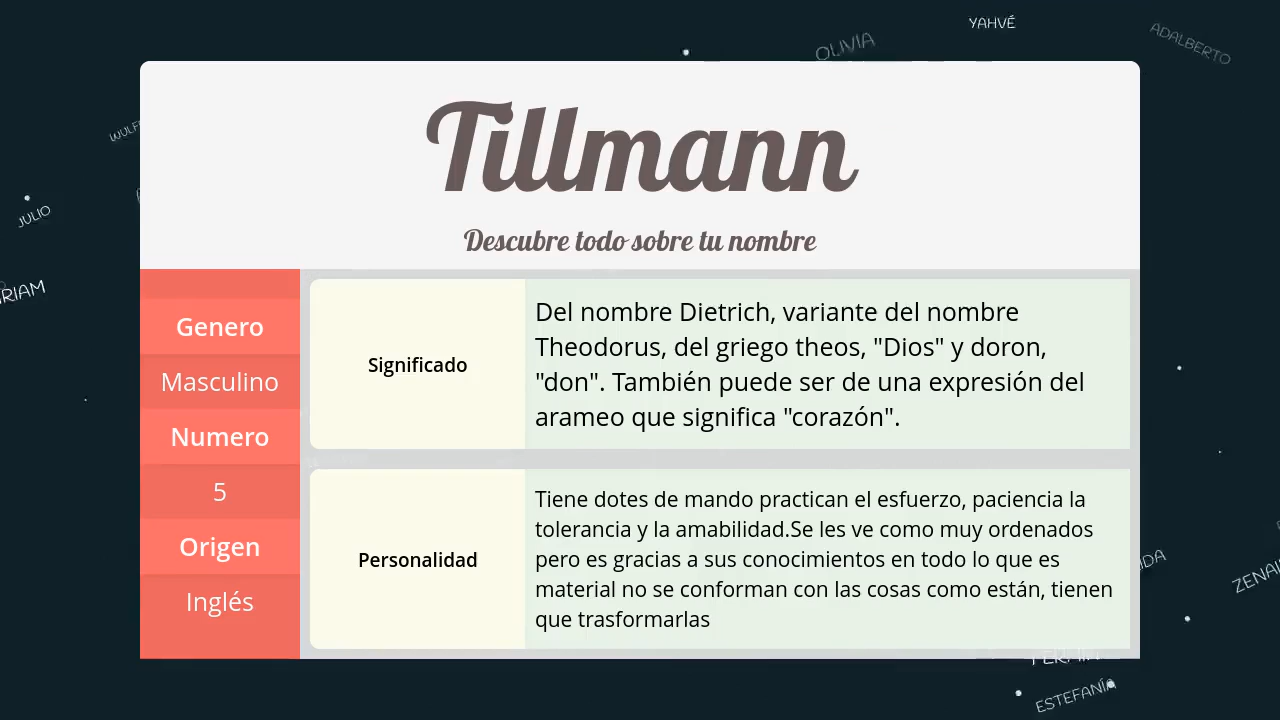 YAHVÉ
ADALBERTO
OLIVIA
JULIO
Tillmann
Descubre todo sobre tu nombre
Genero
Masculino
Numero
5
Origen
Inglés
Significado
Del nombre Dietrich, variante del nombre
Theodorus, del griego theos, "Dios" y doron,
"don". También puede ser de una expresión del
arameo que significa "corazón".
Personalidad
Tiene dotes de mando practican el esfuerzo, paciencia la
tolerancia y la amabilidad.Se les ve como muy ordenados
pero es gracias a sus conocimientos en todo lo que es
material no se conforman con las cosas como están, tienen
que trasformarlas
ESTEFANÍA